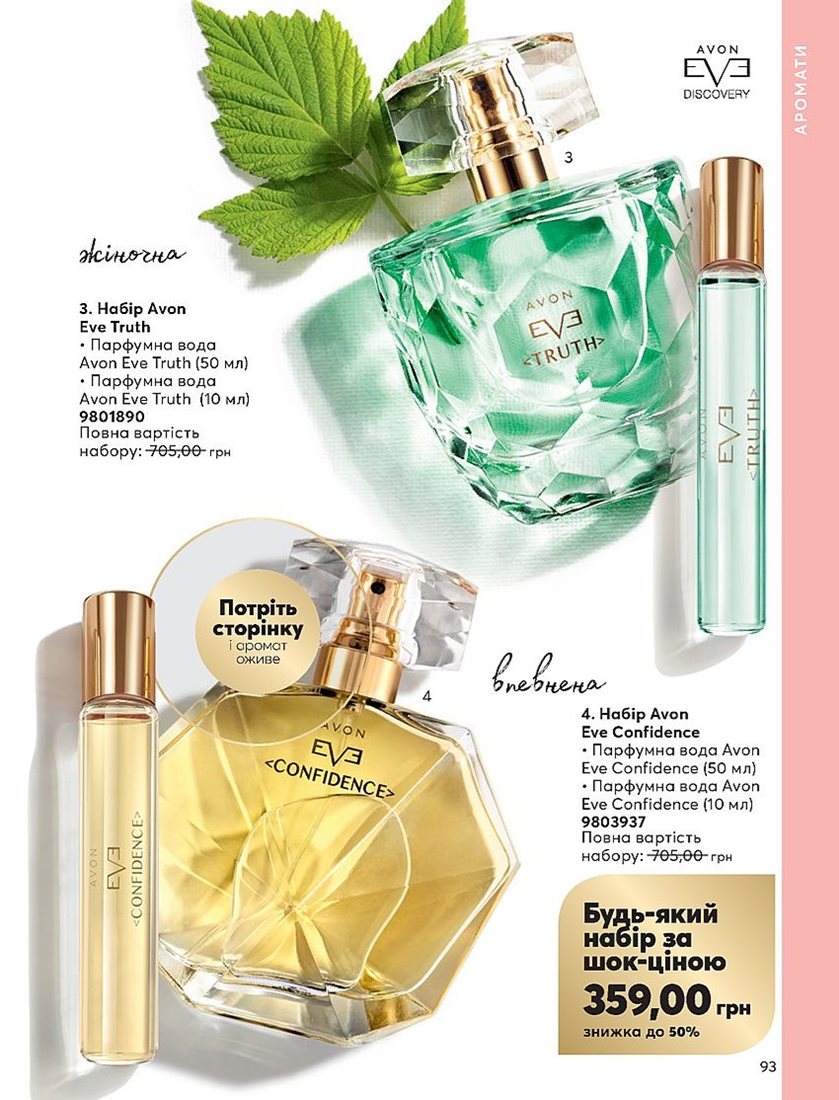 AVON
EVE
DISCOVERY
АРОМАТИ
3
жіночна
3. Набір Avon
Eve Truth
• Парфумна вода
Avon Eve Truth (50 мл)
• Парфумна вода
Avon Eve Truth (10 мл)
9801890
Повна вартість
набору: 705,00 грн
AVON
EVE
<TRUTH>
AVON
EVE
<TRUTH>
Потріть
сторінку
і аромат
оживе
4
впевнена
4. Набір Avon
Eve Confidence
• Парфумна вода Avon
Eve Confidence (50 мл)
• Парфумна вода Avon
Eve Confidence (10 мл)
9803937
Повна вартість
набору: 705,00 грн
AVON
EVE
<CONFIDENCE>
AVON
EVE
<CONFIDENCE>
Будь-який
набір за
шок-ціною
359,00 грн
знижка до 50%
93